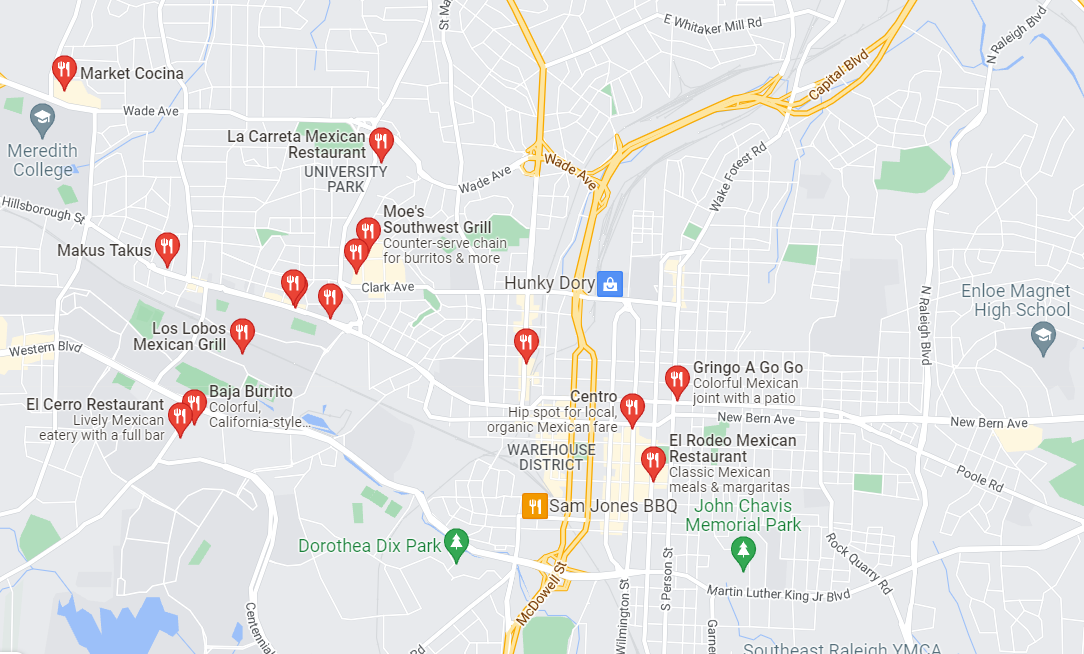 St Ma
E Whitaker Mill Rd
N Raleigh Blvd
Capital Blvd
Market Cocina
Wade Ave
La Carreta Mexican
Restaurant
UNIVERSITY
PARK
Meredith
College
Wade Ave
Wade Ave
Wake Forest Rd
Hillsborough St
Moe's
Southwest Grill
Counter-serve chain
for burritos & more
Makus Takus
Clark Ave
Hunky Dory
N Raleigh Blvd
Enloe Magnet
High School
Los Lobos
Mexican Grill
Western Blvd
Gringo A Go Go
Colorful Mexican
joint with a patio
Baja Burrito
Colorful,
California-style...
El Cerro Restaurant
Lively Mexican
eatery with a full bar
Centro
Hip spot for local,
organic Mexican fare
New Bern Ave
New Bern Ave
El Rodeo Mexican
Restaurant
Classic Mexican
meals & margaritas
WAREHOUSE
DISTRICT
Poole Rd
Sam Jones BBQ
John Chavis
Memorial Park
Dorothea Dix Park
Rock Quarry Rd
McDowell St
S Person St
Wilmington St
Martin Luther King Jr Blvd
Centennial
Garne
Rd
Southeast Raleigh YMCA